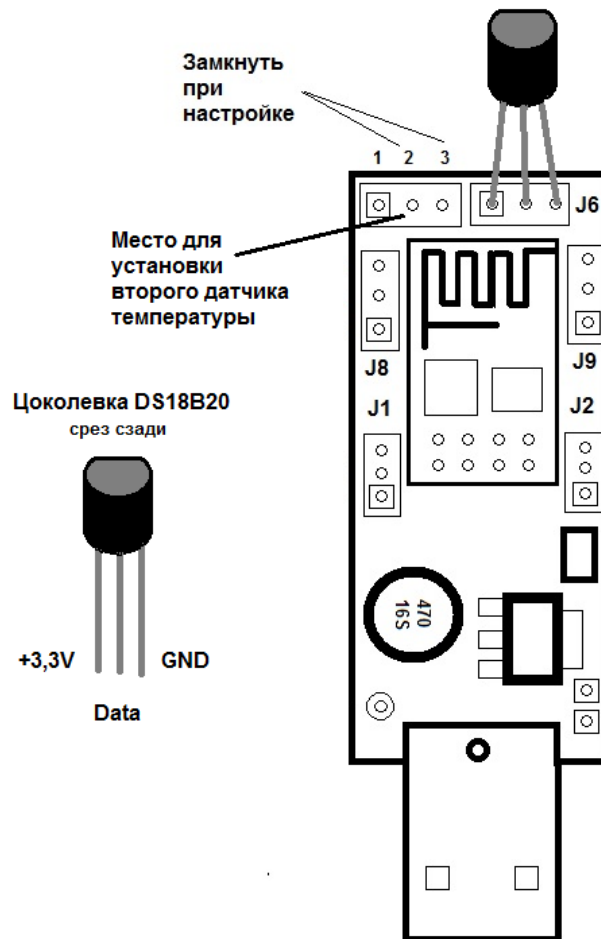 Замкнуть
при
настройке
1 2 3
J6
Место для
установки
второго датчика
температуры
J8
J9
J1
J2
Цоколевка DS18B20
срез сзади
470
16S
+3,3V GND
Data